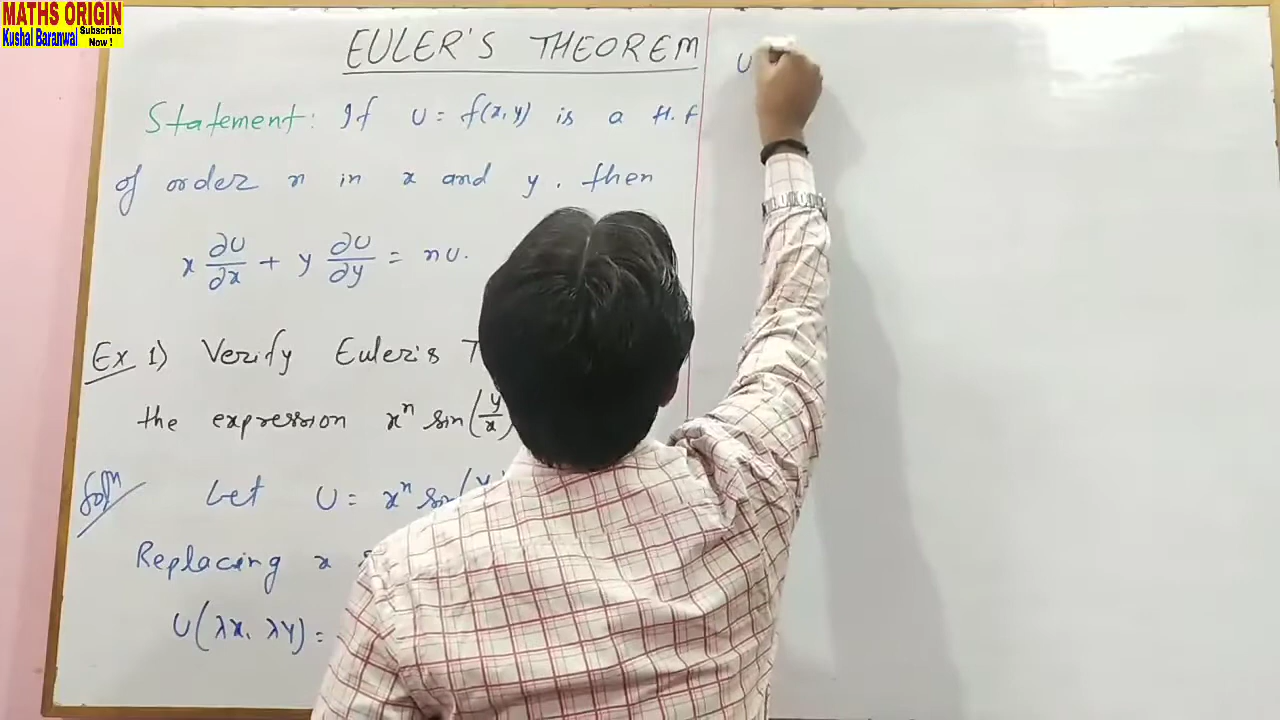 MATHS ORIGIN
Kushal Baranwal
Subscribe Now !
EULER'S THEOREM
Statement: If U = f(x,y) is a H.F
of order n in x and y. then
x ∂U/∂x + y ∂U/∂y = nU.
Ex 1) Verify Euler's
the expression xⁿ sin(y/x)
Solⁿ Let U = xⁿ sin(
Replacing x
U(λx, λy) =
U